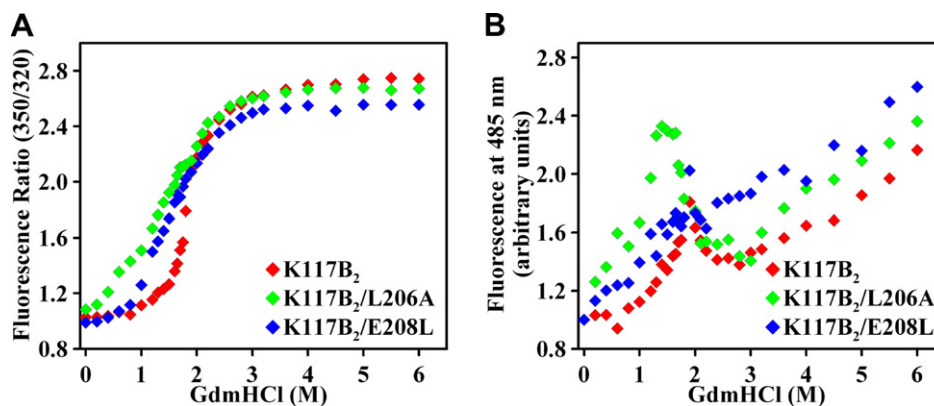 A
Fluorescence Ratio (350/320)
2.8
2.4
2.0
1.6
1.2
0.8
0 1 2 3 4 5 6
GdmHCl (M)
K117B₂
K117B₂/L206A
K117B₂/E208L
B
Fluorescence at 485 nm
(arbitrary units)
2.8
2.4
2.0
1.6
1.2
0.8
0 1 2 3 4 5 6
GdmHCl (M)
K117B₂
K117B₂/L206A
K117B₂/E208L